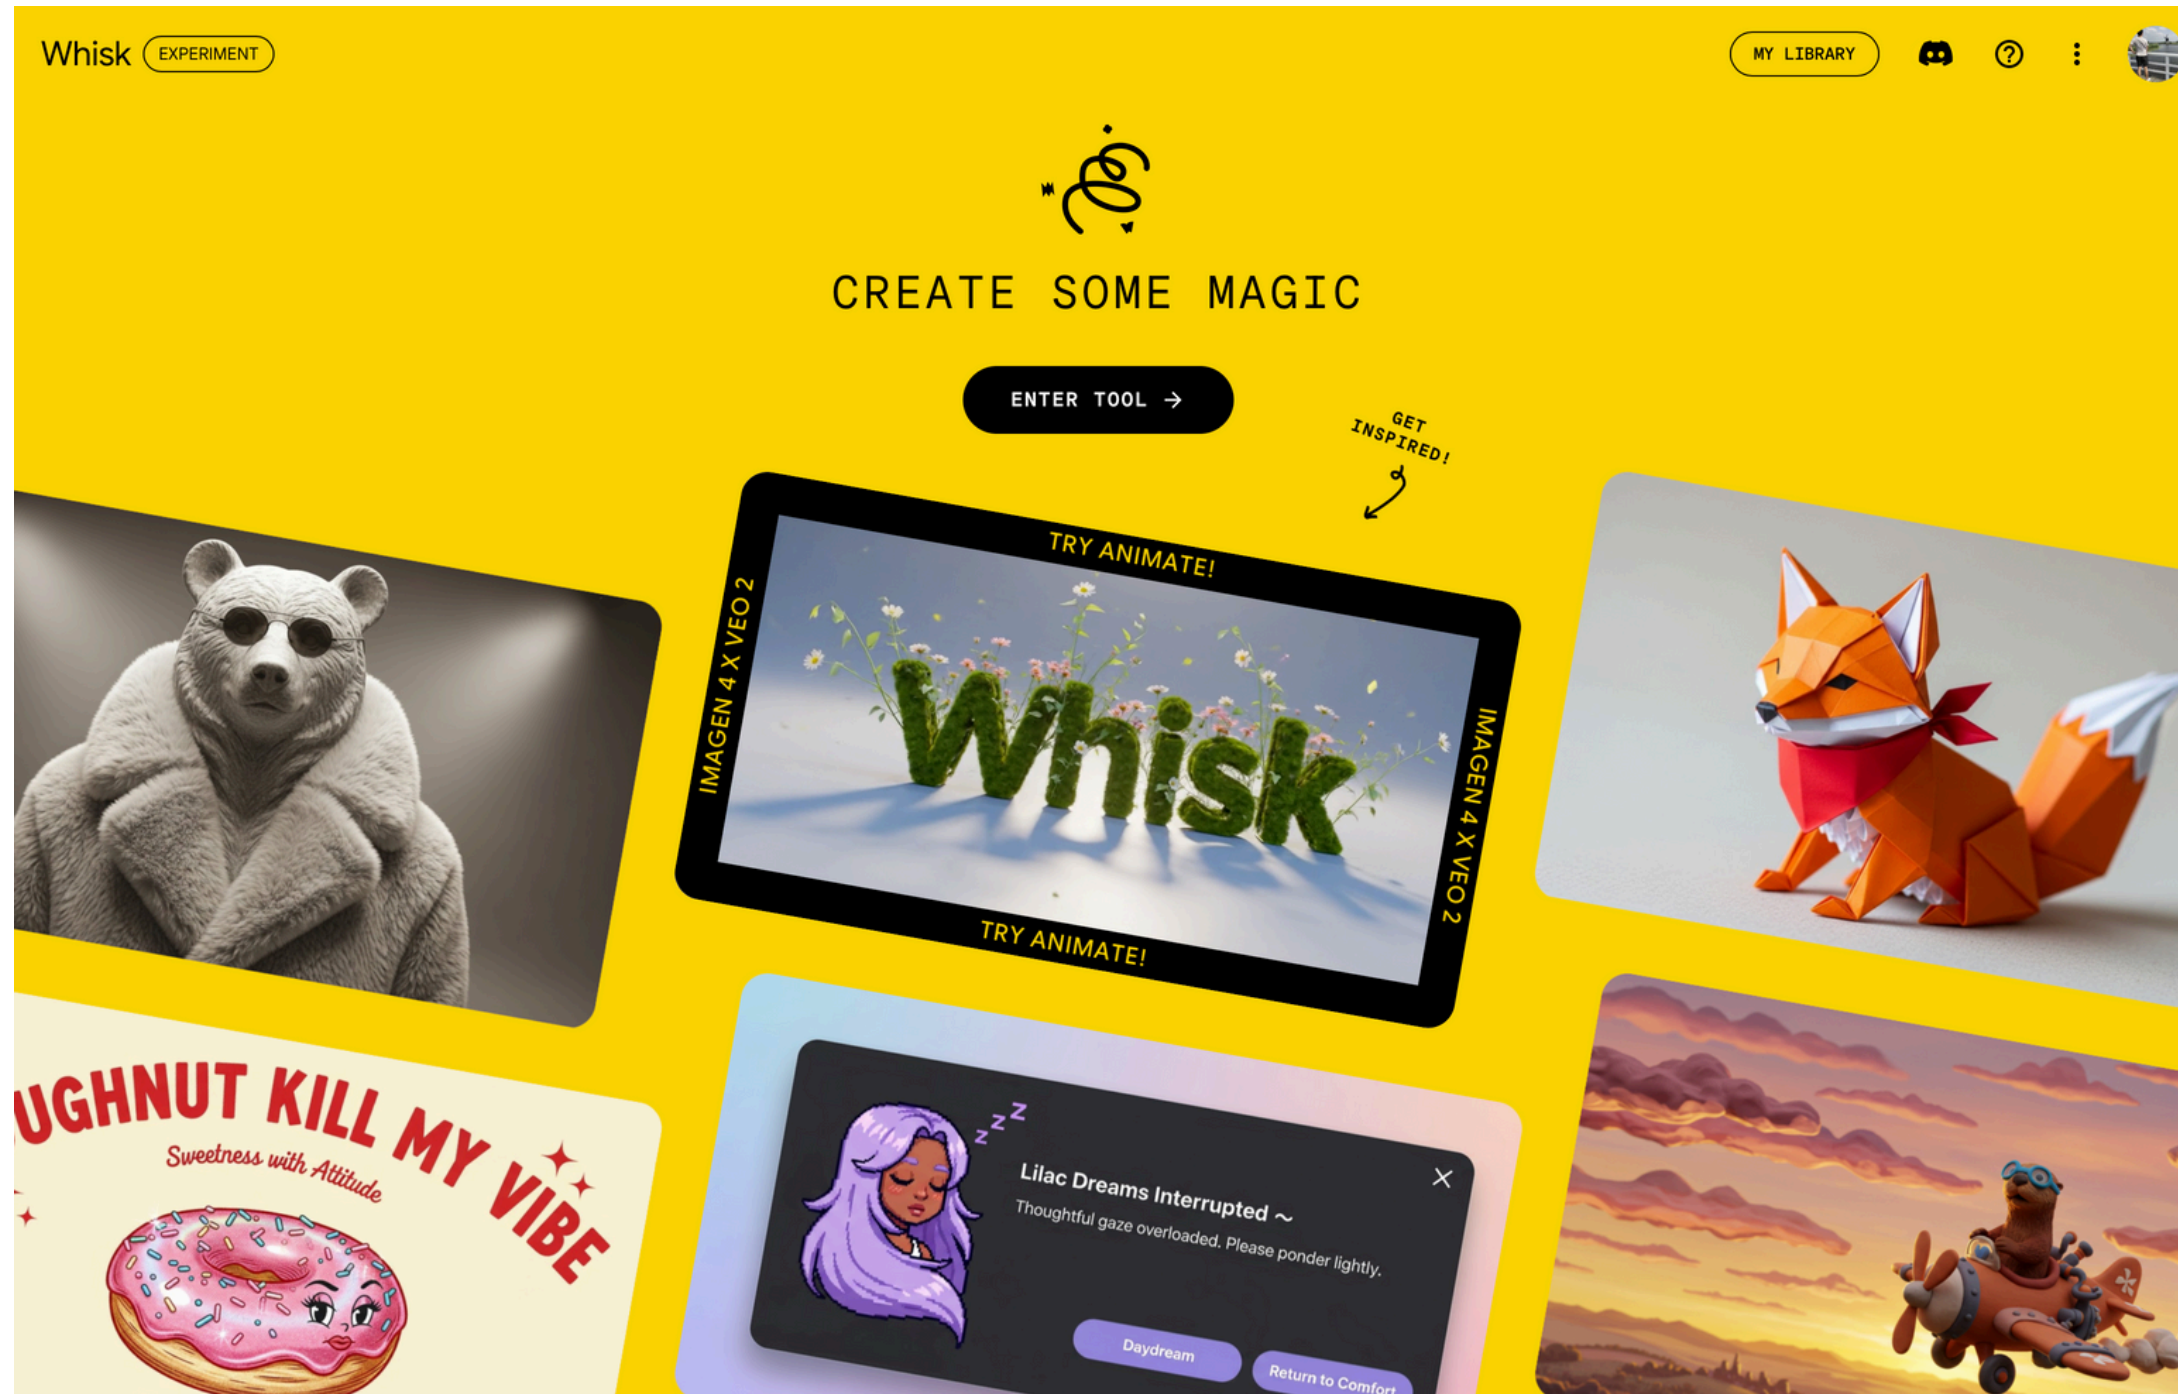 Whisk EXPERIMENT
MY LIBRARY
CREATE SOME MAGIC
ENTER TOOL →
GET
INSPIRED!
TRY ANIMATE!
IMAGEN 4 X VEO 2
Whisk
IMAGEN 4 X VEO 2
TRY ANIMATE!
UGHNUT KILL MY VIBE
Sweetness with Attitude
z z Z
Lilac Dreams Interrupted ~
Thoughtful gaze overloaded. Please ponder lightly.
Daydream
Return to Comfort